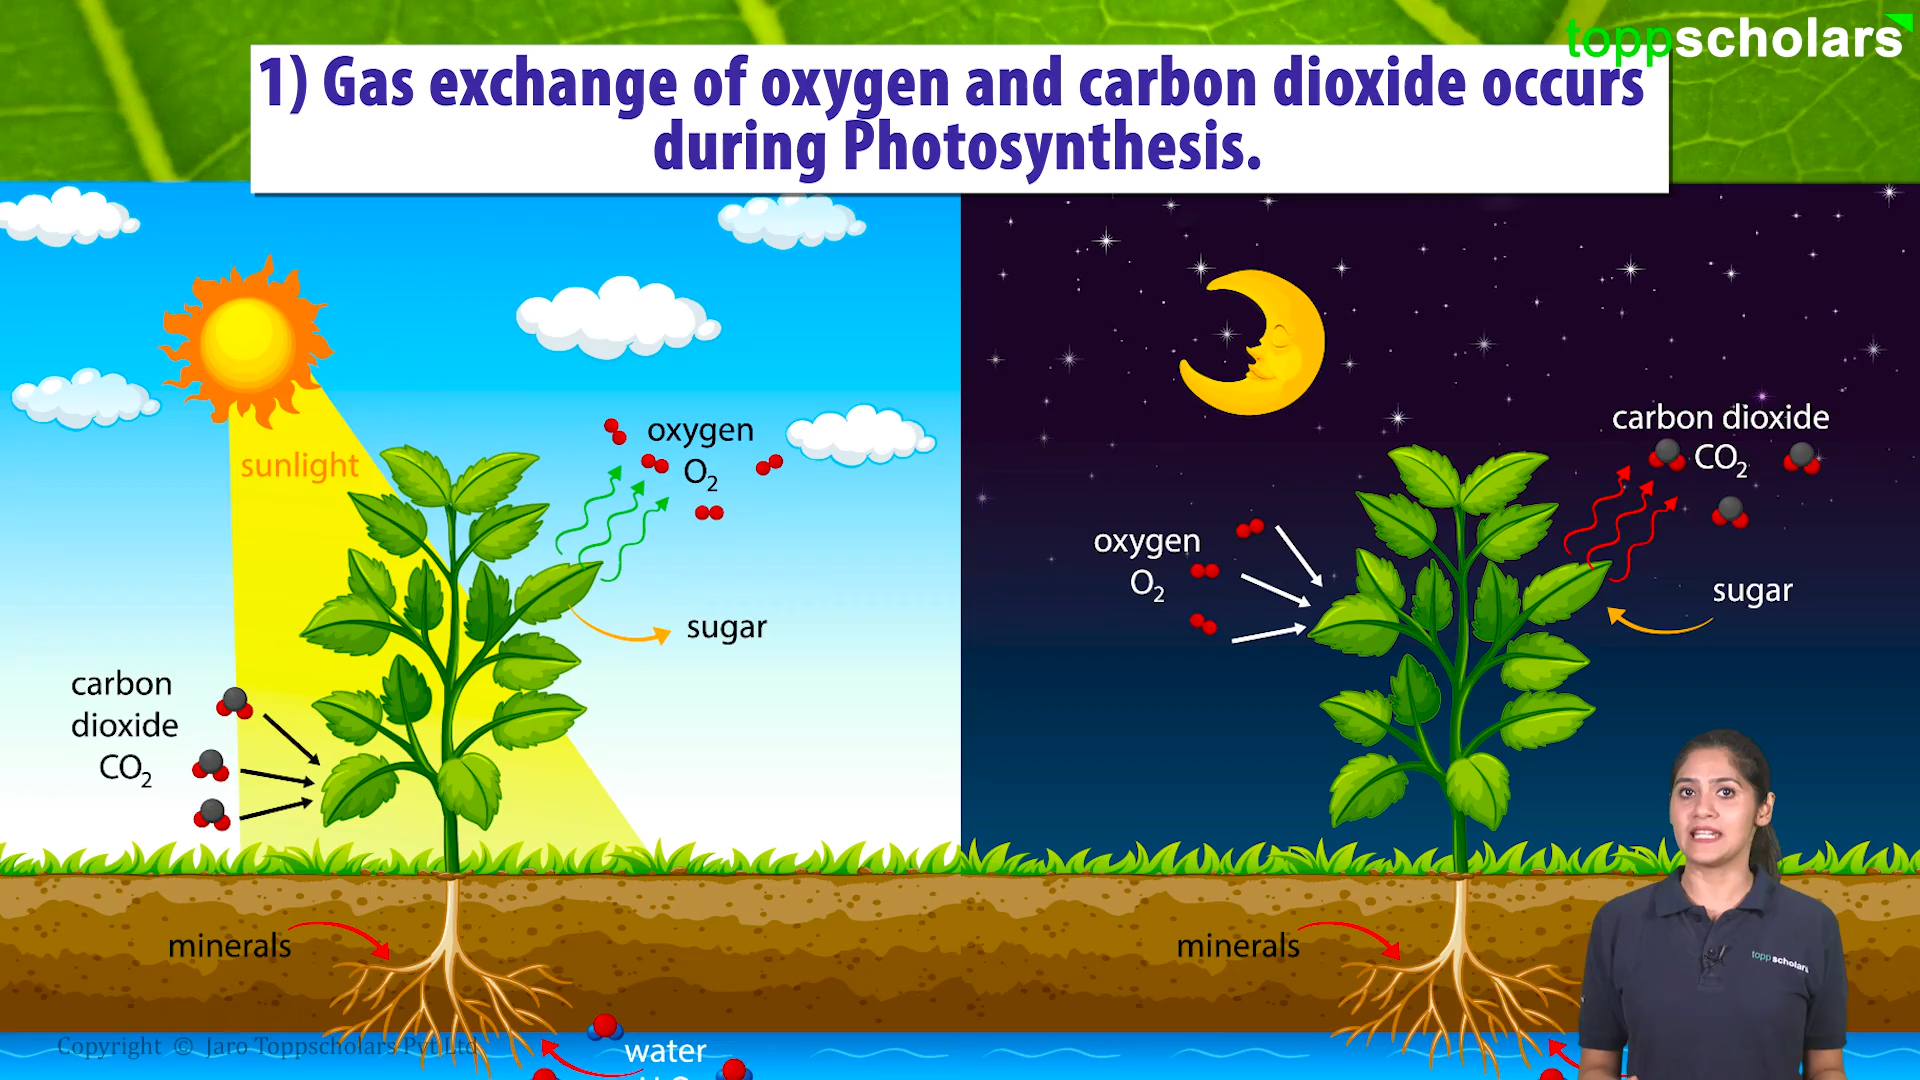 toppscholars
1) Gas exchange of oxygen and carbon dioxide occurs
during Photosynthesis.
sunlight
oxygen
O₂
sugar
carbon
dioxide
CO₂
minerals
water
carbon dioxide
CO₂
oxygen
O₂
sugar
minerals
toppscholars
Copyright © Jaro Toppscholars Pvt Ltd